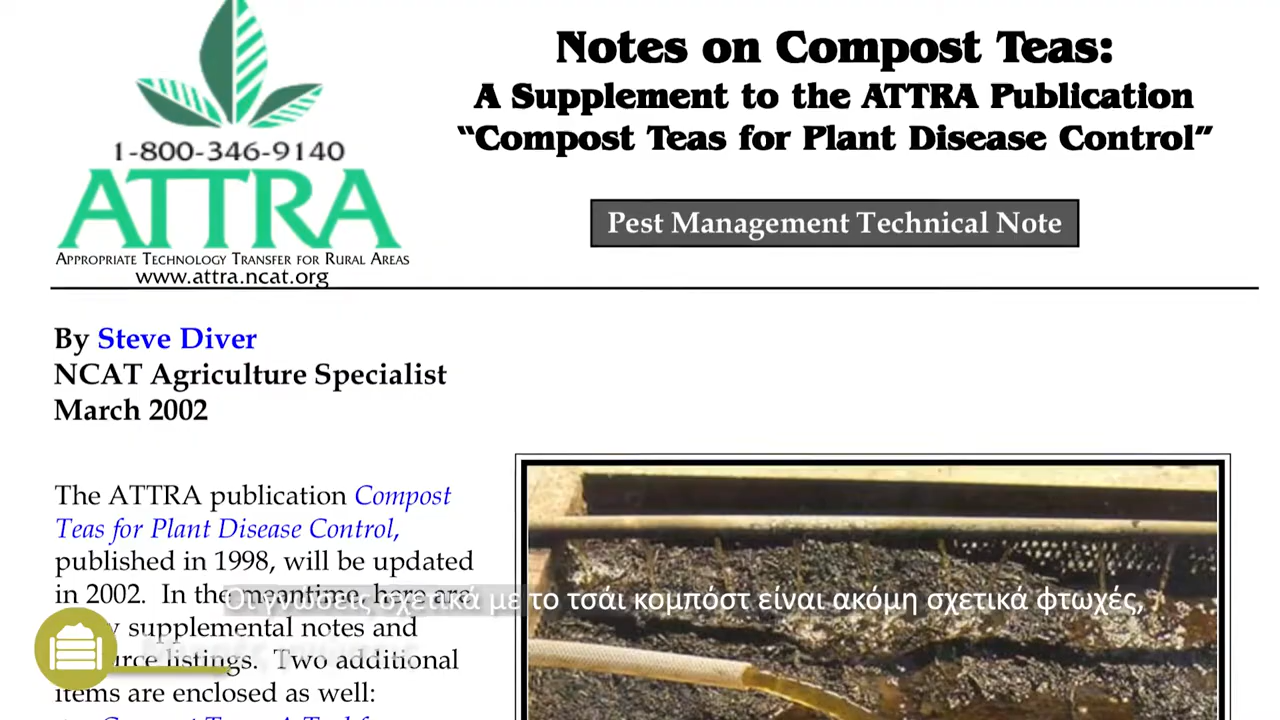 Notes on Compost Teas:
A Supplement to the ATTRA Publication
“Compost Teas for Plant Disease Control”
1-800-346-9140
ATTRA
APPROPRIATE TECHNOLOGY TRANSFER FOR RURAL AREAS
www.attra.ncat.org
Pest Management Technical Note
By Steve Diver
NCAT Agriculture Specialist
March 2002
The ATTRA publication Compost
Teas for Plant Disease Control,
published in 1998, will be updated
in 2002. In the meantime, here are
supplemental notes and
listings. Two additional
items are enclosed as well:
Οι γνώσεις σχετικά με το τσάι κομπόστ είναι ακόμη σχετικά φτωχές,